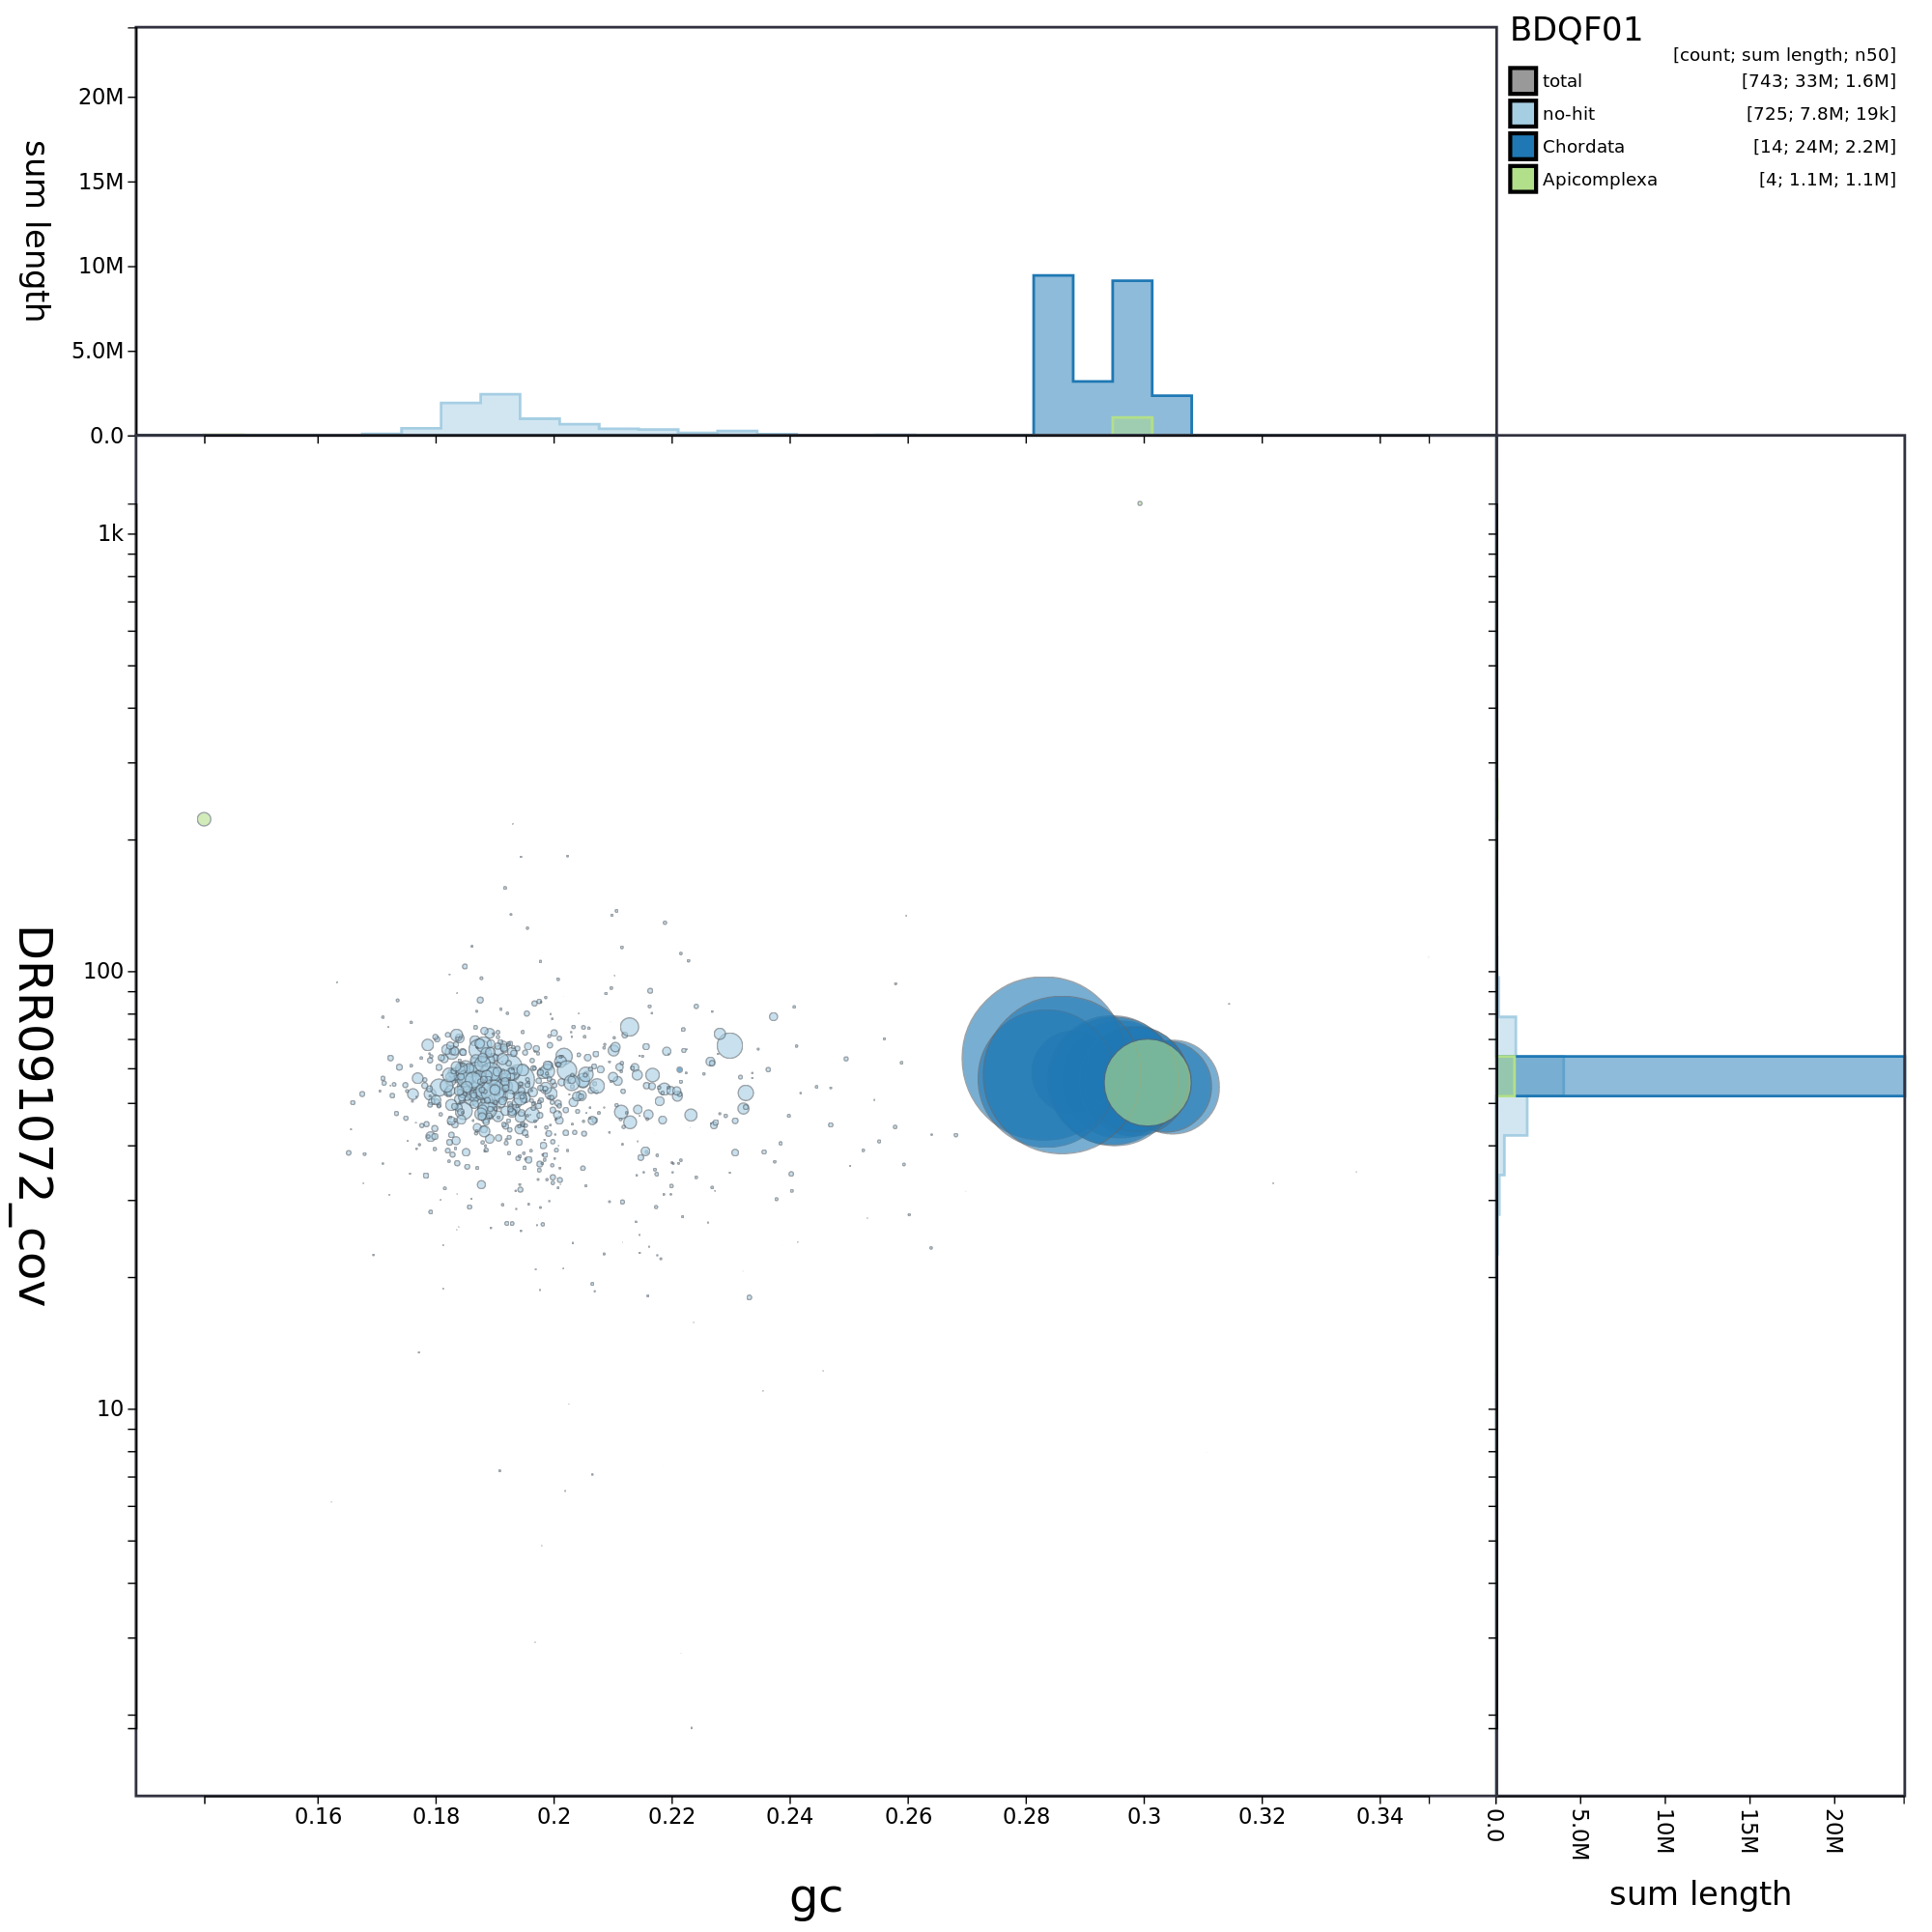 BDQF01
[count; sum length; n50]
total [743; 33M; 1.6M]
no-hit [725; 7.8M; 19k]
Chordata [14; 24M; 2.2M]
Apicomplexa [4; 1.1M; 1.1M]
sum length
20M
15M
10M
5.0M
0.0
DRR091072_cov
1k
100
10
0.16 0.18 0.2 0.22 0.24 0.26 0.28 0.3 0.32 0.34
gc
0.0 5.0M 10M 15M 20M
sum length